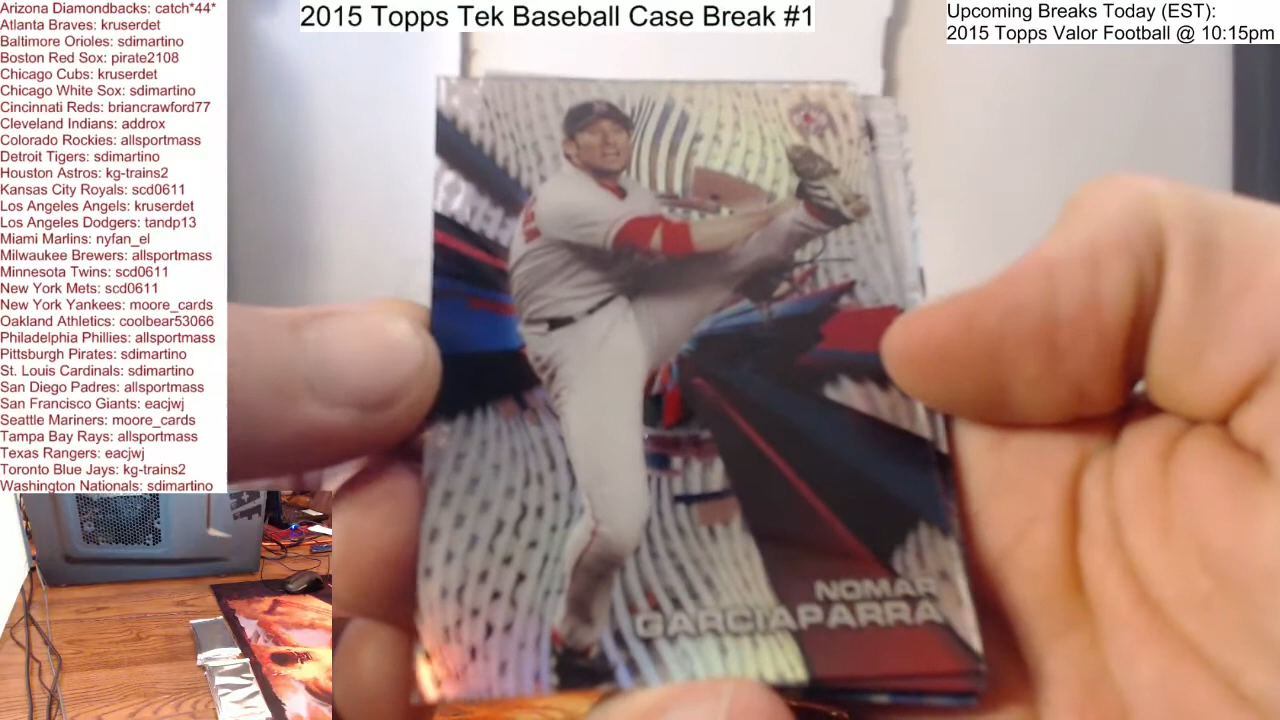 Arizona Diamondbacks: catch*44*
Atlanta Braves: kruserdet
Baltimore Orioles: sdimartino
Boston Red Sox: pirate2108
Chicago Cubs: kruserdet
Chicago White Sox: sdimartino
Cincinnati Reds: briancrawford77
Cleveland Indians: addrox
Colorado Rockies: allsportmass
Detroit Tigers: sdimartino
Houston Astros: kg-trains2
Kansas City Royals: scd0611
Los Angeles Angels: kruserdet
Los Angeles Dodgers: tandp13
Miami Marlins: nyfan_el
Milwaukee Brewers: allsportmass
Minnesota Twins: scd0611
New York Mets: scd0611
New York Yankees: moore_cards
Oakland Athletics: coolbear53066
Philadelphia Phillies: allsportmass
Pittsburgh Pirates: sdimartino
St. Louis Cardinals: sdimartino
San Diego Padres: allsportmass
San Francisco Giants: eacjwj
Seattle Mariners: moore_cards
Tampa Bay Rays: allsportmass
Texas Rangers: eacjwj
Toronto Blue Jays: kg-trains2
Washington Nationals: sdimartino
2015 Topps Tek Baseball Case Break #1
Upcoming Breaks Today (EST):
2015 Topps Valor Football @ 10:15pm
NOMAR
GARCIAPARRA